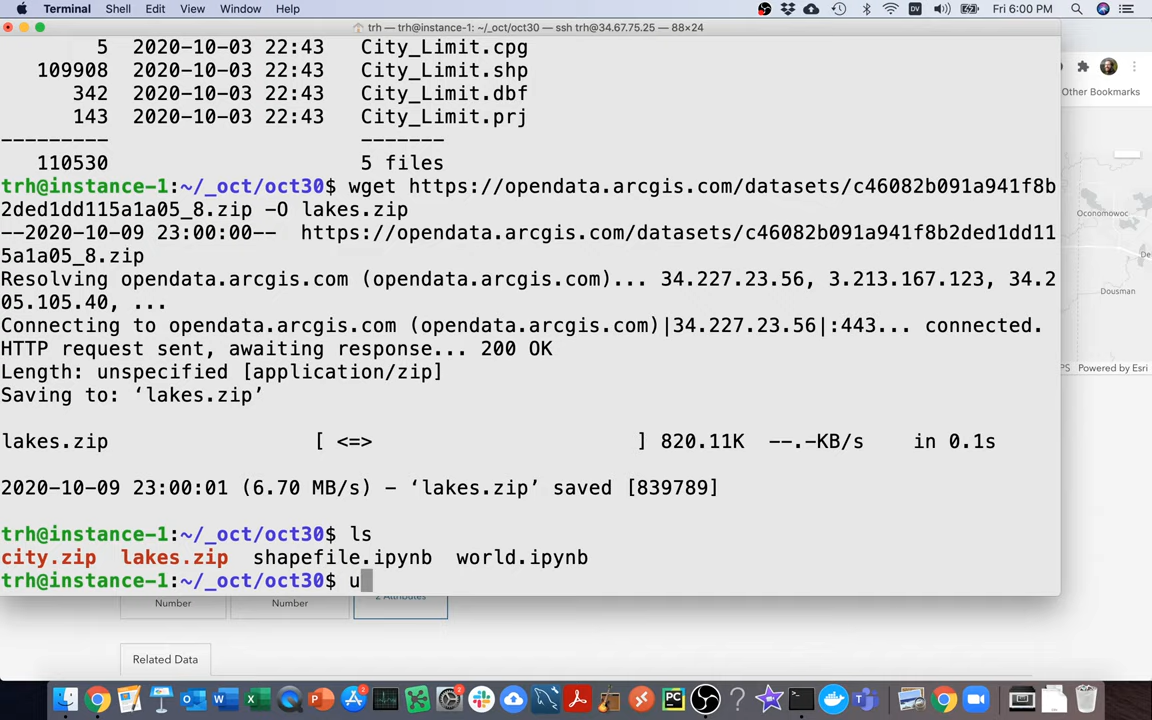 Terminal Shell Edit View Window Help Fri 6:00 PM
trh — trh@instance-1: ~/_oct/oct30 — ssh trh@34.67.75.25 — 88×24
5 2020-10-03 22:43 City_Limit.cpg
109908 2020-10-03 22:43 City_Limit.shp
342 2020-10-03 22:43 City_Limit.dbf
143 2020-10-03 22:43 City_Limit.prj
--------- -------
110530 5 files
trh@instance-1:~/_oct/oct30$ wget https://opendata.arcgis.com/datasets/c46082b091a941f8b
2ded1dd115a1a05_8.zip -O lakes.zip
--2020-10-09 23:00:00-- https://opendata.arcgis.com/datasets/c46082b091a941f8b2ded1dd11
5a1a05_8.zip
Resolving opendata.arcgis.com (opendata.arcgis.com)... 34.227.23.56, 3.213.167.123, 34.2
05.105.40, ...
Connecting to opendata.arcgis.com (opendata.arcgis.com)|34.227.23.56|:443... connected.
HTTP request sent, awaiting response... 200 OK
Length: unspecified [application/zip]
Saving to: ‘lakes.zip’
lakes.zip [ <=> ] 820.11K --.-KB/s in 0.1s
2020-10-09 23:00:01 (6.70 MB/s) - ‘lakes.zip’ saved [839789]
trh@instance-1:~/_oct/oct30$ ls
city.zip lakes.zip shapefile.ipynb world.ipynb
trh@instance-1:~/_oct/oct30$ u
Other Bookmarks
Oconomowoc
Dousman
Powered by Esri
Number Number 2 Attributes
Related Data